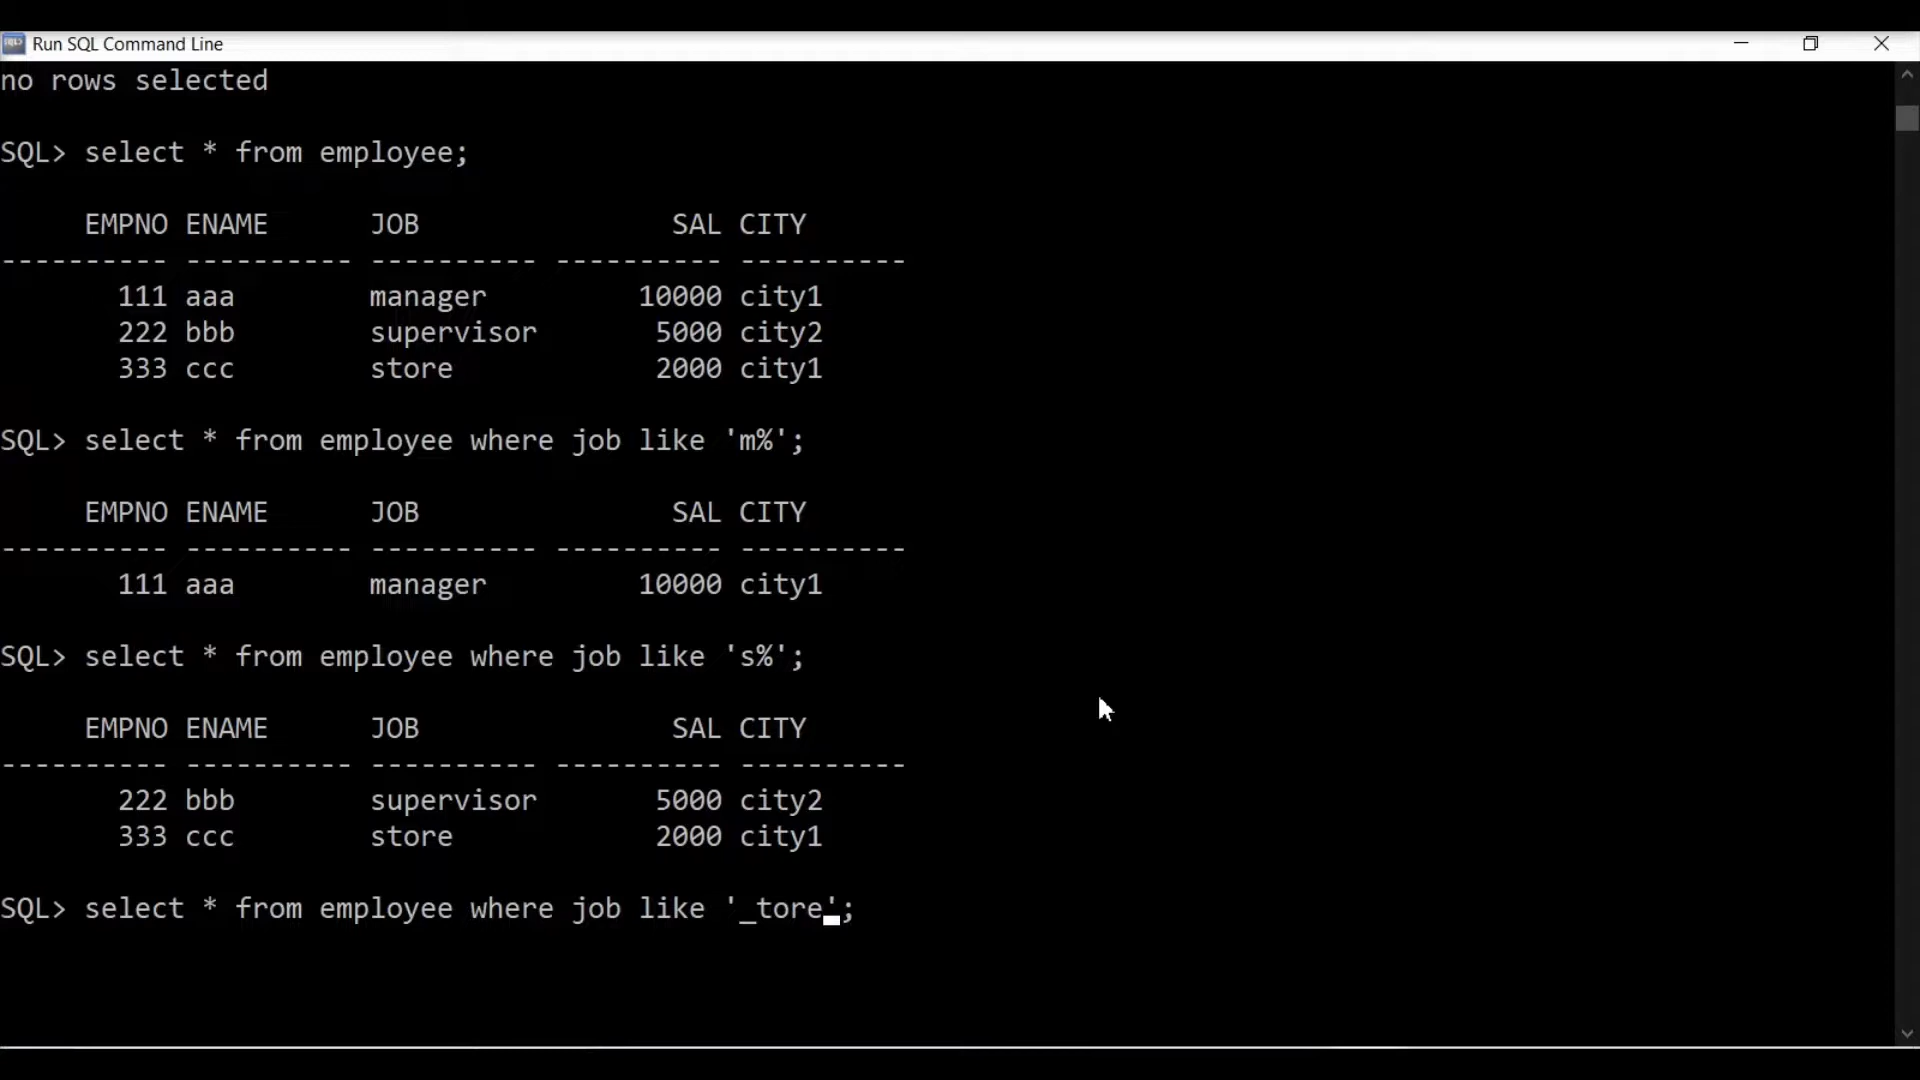 Run SQL Command Line
no rows selected
SQL> select * from employee;
EMPNO ENAME JOB SAL CITY
---------- ---------- ---------- ---------- ----------
111 aaa manager 10000 city1
222 bbb supervisor 5000 city2
333 ccc store 2000 city1
SQL> select * from employee where job like 'm%';
EMPNO ENAME JOB SAL CITY
---------- ---------- ---------- ---------- ----------
111 aaa manager 10000 city1
SQL> select * from employee where job like 's%';
EMPNO ENAME JOB SAL CITY
---------- ---------- ---------- ---------- ----------
222 bbb supervisor 5000 city2
333 ccc store 2000 city1
SQL> select * from employee where job like '_tore';